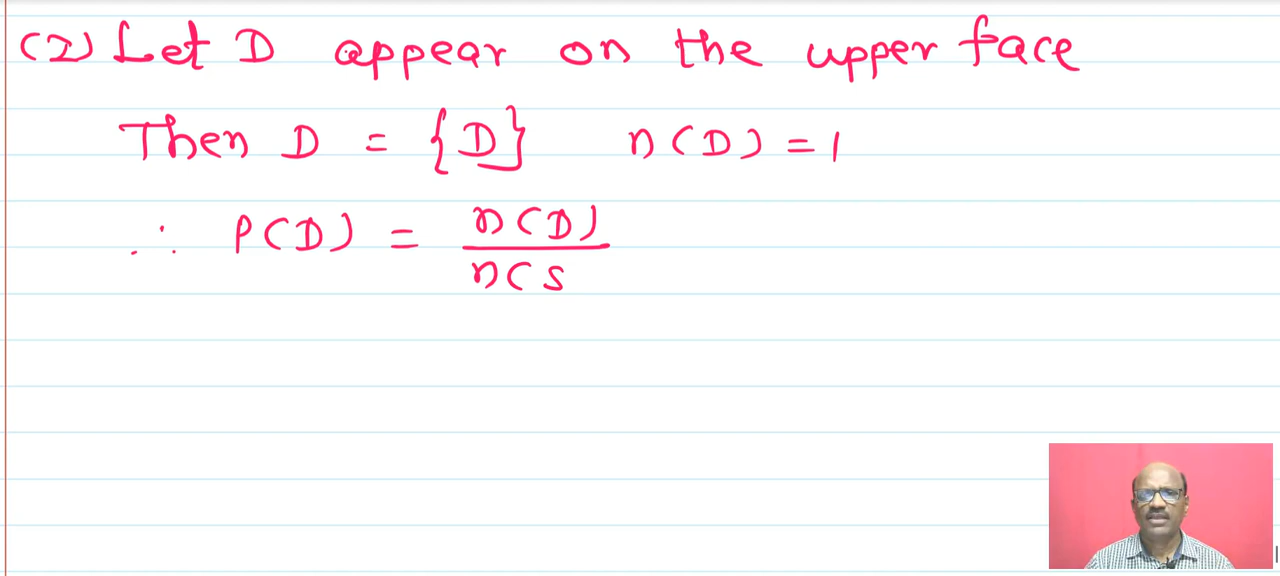 (2) Let D appear on the upper face
Then D = {D} n(D) = 1
∴ P(D) = n(D) / n(S